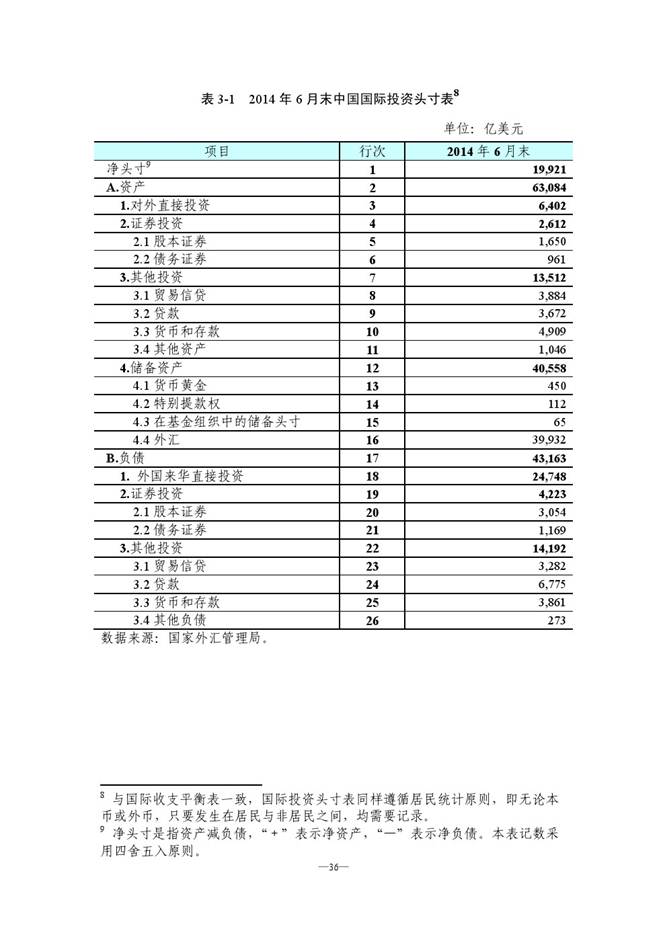 表 3-1 2014 年 6 月末中国国际投资头寸表8
单位：亿美元
项目 行次 2014 年 6 月末
净头寸9 1 19,921
A.资产 2 63,084
1.对外直接投资 3 6,402
2.证券投资 4 2,612
2.1 股本证券 5 1,650
2.2 债务证券 6 961
3.其他投资 7 13,512
3.1 贸易信贷 8 3,884
3.2 贷款 9 3,672
3.3 货币和存款 10 4,909
3.4 其他资产 11 1,046
4.储备资产 12 40,558
4.1 货币黄金 13 450
4.2 特别提款权 14 112
4.3 在基金组织中的储备头寸 15 65
4.4 外汇 16 39,932
B.负债 17 43,163
1. 外国来华直接投资 18 24,748
2.证券投资 19 4,223
2.1 股本证券 20 3,054
2.2 债务证券 21 1,169
3.其他投资 22 14,192
3.1 贸易信贷 23 3,282
3.2 贷款 24 6,775
3.3 货币和存款 25 3,861
3.4 其他负债 26 273
数据来源：国家外汇管理局。
8 与国际收支平衡表一致，国际投资头寸表同样遵循居民统计原则，即无论本
币或外币，只要发生在居民与非居民之间，均需要记录。
9 净头寸是指资产减负债，“+”表示净资产，“—”表示净负债。本表记数采
用四舍五入原则。
—36—